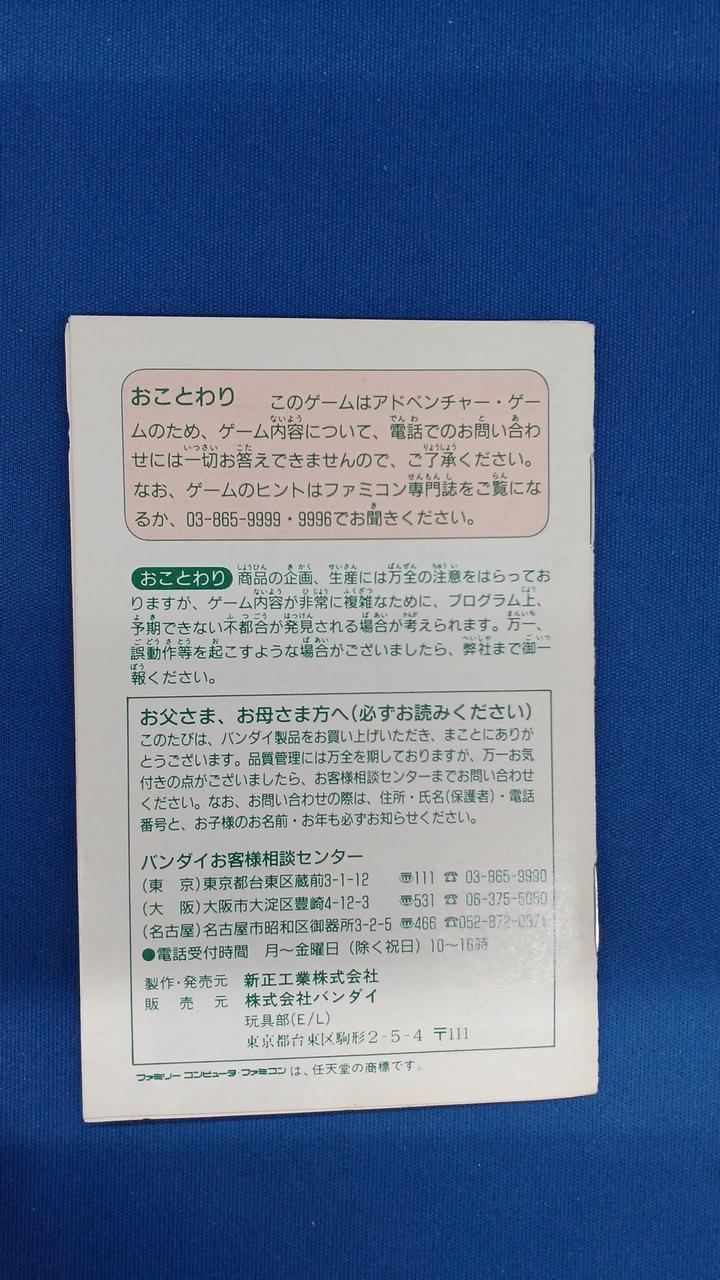 おことわり このゲームはアドベンチャー・ゲー
ムのため、ゲーム内容について、電話でのお問い合わ
せには一切お答えできませんので、ご了承ください。
なお、ゲームのヒントはファミコン専門誌をご覧にな
るか、03-865-9999・9996でお聞きください。
おことわり 商品の企画、生産には万全の注意をはらってお
りますが、ゲーム内容が非常に複雑なために、プログラム上、
予期できない不都合が発見される場合が考えられます。万一、
誤動作等を起こすような場合がございましたら、弊社まで御一
報ください。
お父さま、お母さま方へ(必ずお読みください)
このたびは、バンダイ製品をお買い上げいただき、まことにありが
とうございます。品質管理には万全を期しておりますが、万一お気
付きの点がございましたら、お客様相談センターまでお問い合わせ
ください。なお、お問い合わせの際は、住所・氏名(保護者)・電話
番号と、お子様のお名前・お年も必ずお知らせください。
バンダイお客様相談センター
(東 京)東京都台東区蔵前3-1-12 〠111 ☎ 03-865-9990
(大 阪)大阪市大淀区豊崎4-12-3 〠531 ☎ 06-375-5050
(名古屋)名古屋市昭和区御器所3-2-5 〠466 ☎052-872-0371
●電話受付時間 月〜金曜日(除く祝日)10〜16時
製作・発売元 新正工業株式会社
販 売 元 株式会社バンダイ
玩具部(E/L)
東京都台東区駒形2-5-4 〒111
ファミリーコンピュータ・ファミコンは、任天堂の商標です。